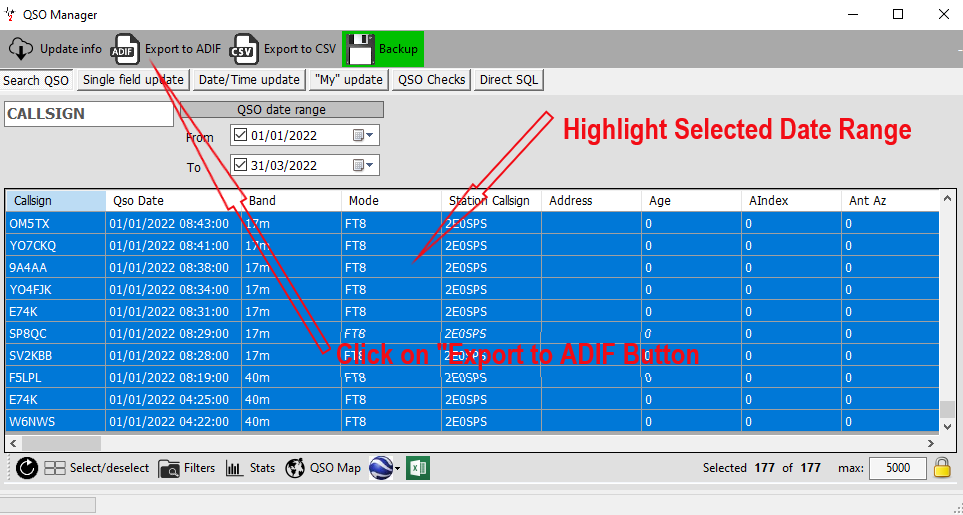 QSO Manager
Update info ADIF Export to ADIF CSV Export to CSV Backup
Search QSO Single field update Date/Time update "My" update QSO Checks Direct SQL
CALLSIGN QSO date range
From 01/01/2022
To 31/03/2022
Highlight Selected Date Range
Callsign Qso Date Band Mode Station Callsign Address Age AIndex Ant Az
OM5TX 01/01/2022 08:43:00 17m FT8 2E0SPS 0 0 0
YO7CKQ 01/01/2022 08:41:00 17m FT8 2E0SPS 0 0 0
9A4AA 01/01/2022 08:38:00 17m FT8 2E0SPS 0 0 0
YO4FJK 01/01/2022 08:34:00 17m FT8 2E0SPS 0 0 0
E74K 01/01/2022 08:31:00 17m FT8 2E0SPS 0 0 0
SP8QC 01/01/2022 08:29:00 17m FT8 2E0SPS 0 0 0
SV2KBB 01/01/2022 08:28:00 17m FT8 2E0SPS 0 0 0
Click on "Export to ADIF Button
F5LPL 01/01/2022 08:19:00 40m FT8 2E0SPS 0 0 0
E74K 01/01/2022 04:25:00 40m FT8 2E0SPS 0 0 0
W6NWS 01/01/2022 04:22:00 40m FT8 2E0SPS 0 0 0
Select/deselect Filters Stats QSO Map Selected 177 of 177 max: 5000